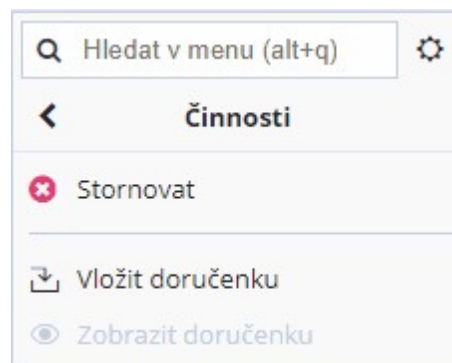 Hledat v menu (alt+q)
Činnosti
Stornovat
Vložit doručenku
Zobrazit doručenku